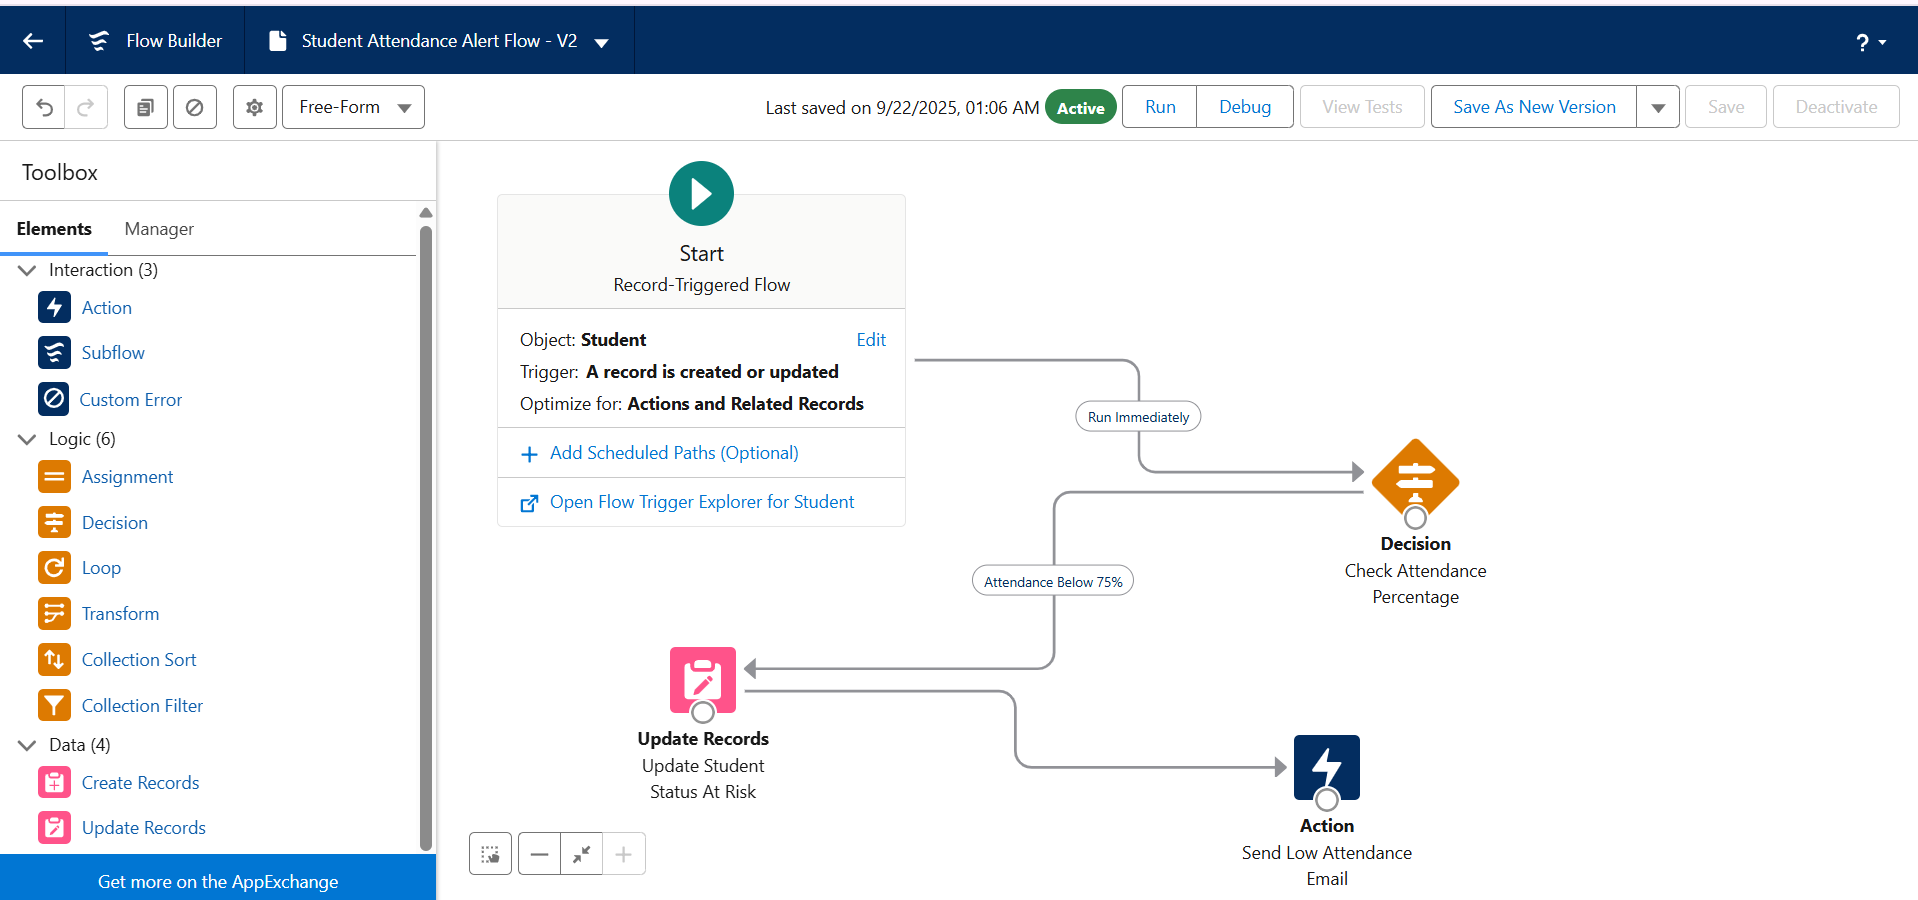 Flow Builder
Student Attendance Alert Flow - V2
?
Free-Form
Last saved on 9/22/2025, 01:06 AM
Active
Run
Debug
View Tests
Save As New Version
Save
Deactivate
Toolbox
Elements
Manager
Interaction (3)
Action
Subflow
Custom Error
Logic (6)
Assignment
Decision
Loop
Transform
Collection Sort
Collection Filter
Data (4)
Create Records
Update Records
Get more on the AppExchange
Start
Record-Triggered Flow
Object: Student
Edit
Trigger: A record is created or updated
Optimize for: Actions and Related Records
Add Scheduled Paths (Optional)
Open Flow Trigger Explorer for Student
Run Immediately
Decision
Check Attendance
Percentage
Attendance Below 75%
Update Records
Update Student
Status At Risk
Action
Send Low Attendance
Email